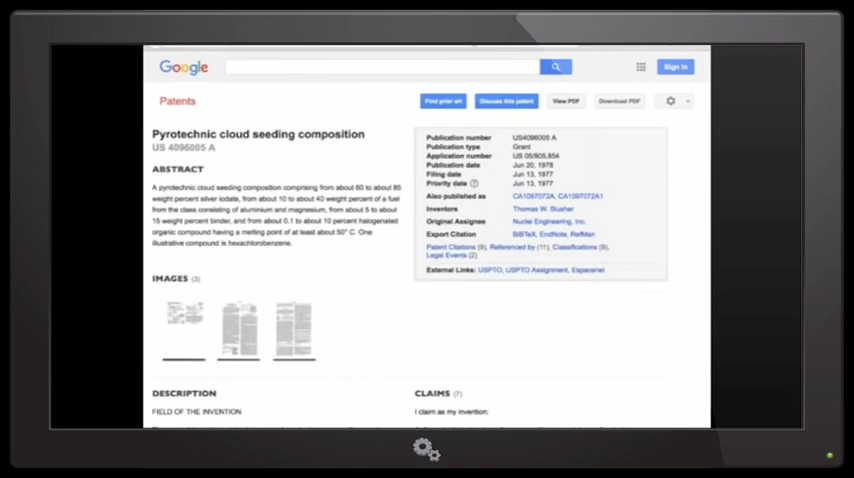 Google
Sign in
Patents
Find prior art
Discuss this patent
View PDF
Download PDF
Pyrotechnic cloud seeding composition
US 4096005 A
ABSTRACT
A pyrotechnic cloud seeding composition comprising from about 60 to about 85
weight percent silver iodate, from about 10 to about 40 weight percent of a fuel
from the class consisting of aluminium and magnesium, from about 5 to about
15 weight percent binder, and from about 0.1 to about 10 percent halogenated
organic compound having a melting point of at least about 50° C. One
illustrative compound is hexachlorobenzene.
Publication number US4096005 A
Publication type Grant
Application number US 05/805,854
Publication date Jun 20, 1978
Filing date Jun 13, 1977
Priority date ? Jun 13, 1977
Also published as CA1097072A, CA1097072A1
Inventors Thomas W. Slusher
Original Assignee Nuclei Engineering, Inc.
Export Citation BiBTeX, EndNote, RefMan
Patent Citations (9), Referenced by (11), Classifications (9),
Legal Events (2)
External Links: USPTO, USPTO Assignment, Espacenet
IMAGES (3)
DESCRIPTION
FIELD OF THE INVENTION
CLAIMS (7)
I claim as my invention: